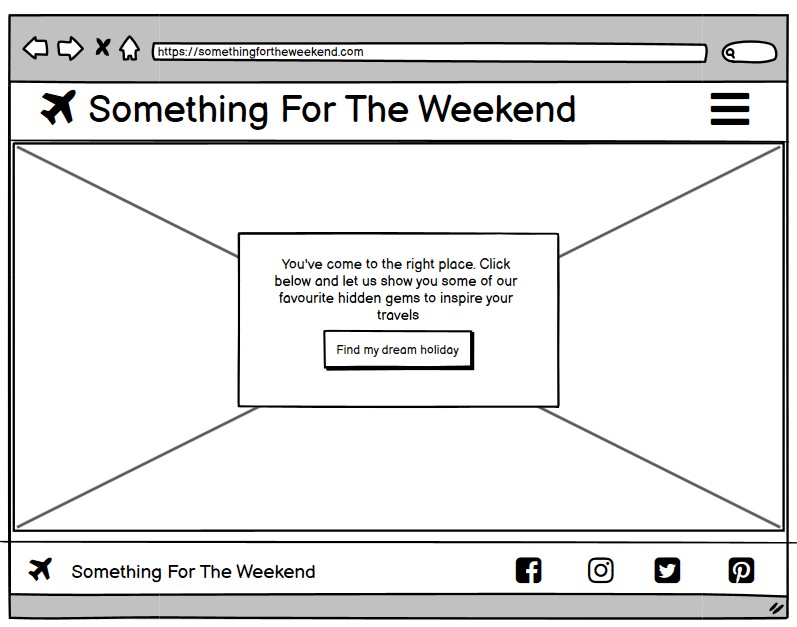 https://somethingfortheweekend.com
Something For The Weekend
You've come to the right place. Click
below and let us show you some of our
favourite hidden gems to inspire your
travels
Find my dream holiday
Something For The Weekend